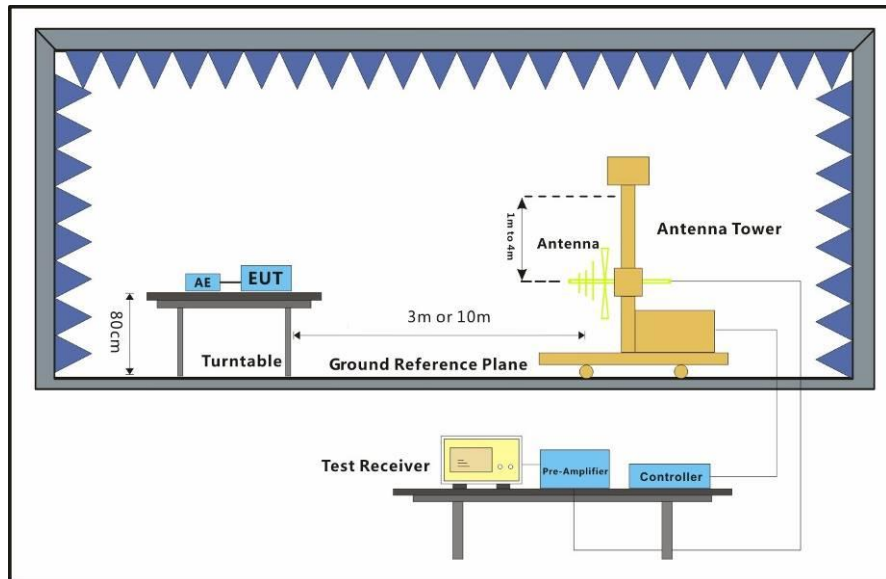 1m to 4m
Antenna Tower
Antenna
AE
EUT
80cm
3m or 10m
Turntable
Ground Reference Plane
Test Receiver
Pre-Amplifier
Controller